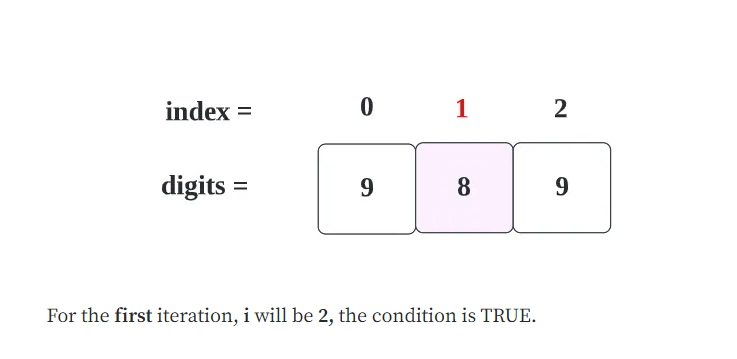 index = 0 1 2
digits = 9 8 9
For the first iteration, i will be 2, the condition is TRUE.